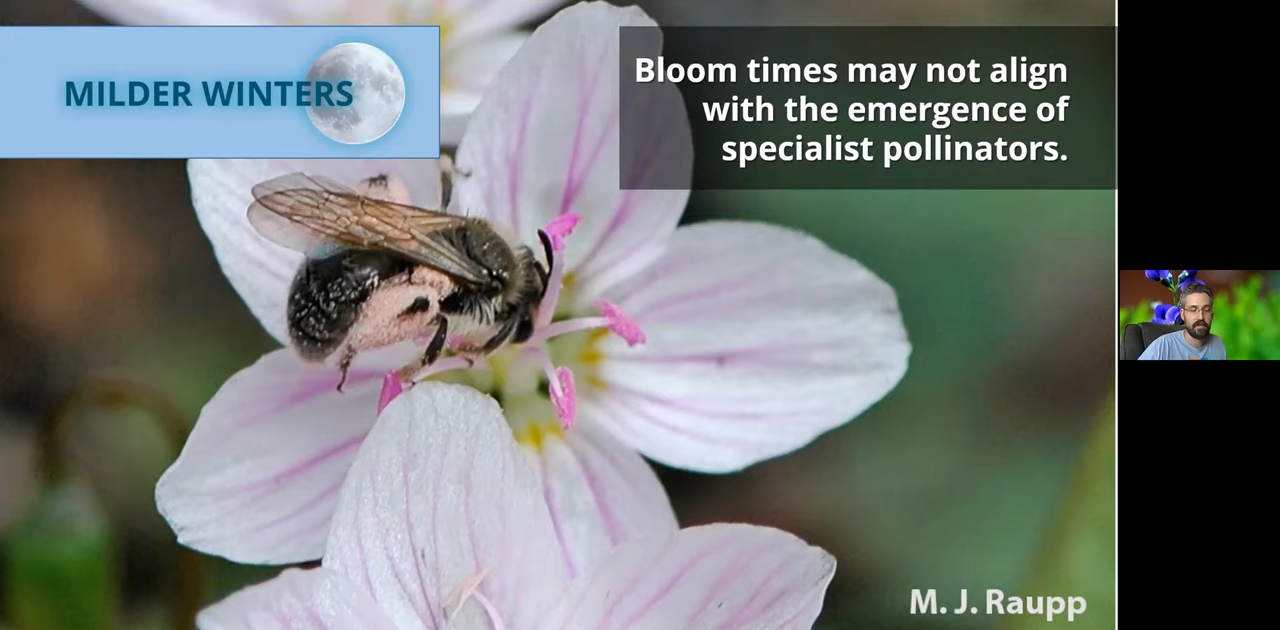 MILDER WINTERS
Bloom times may not align
with the emergence of
specialist pollinators.
M. J. Raupp